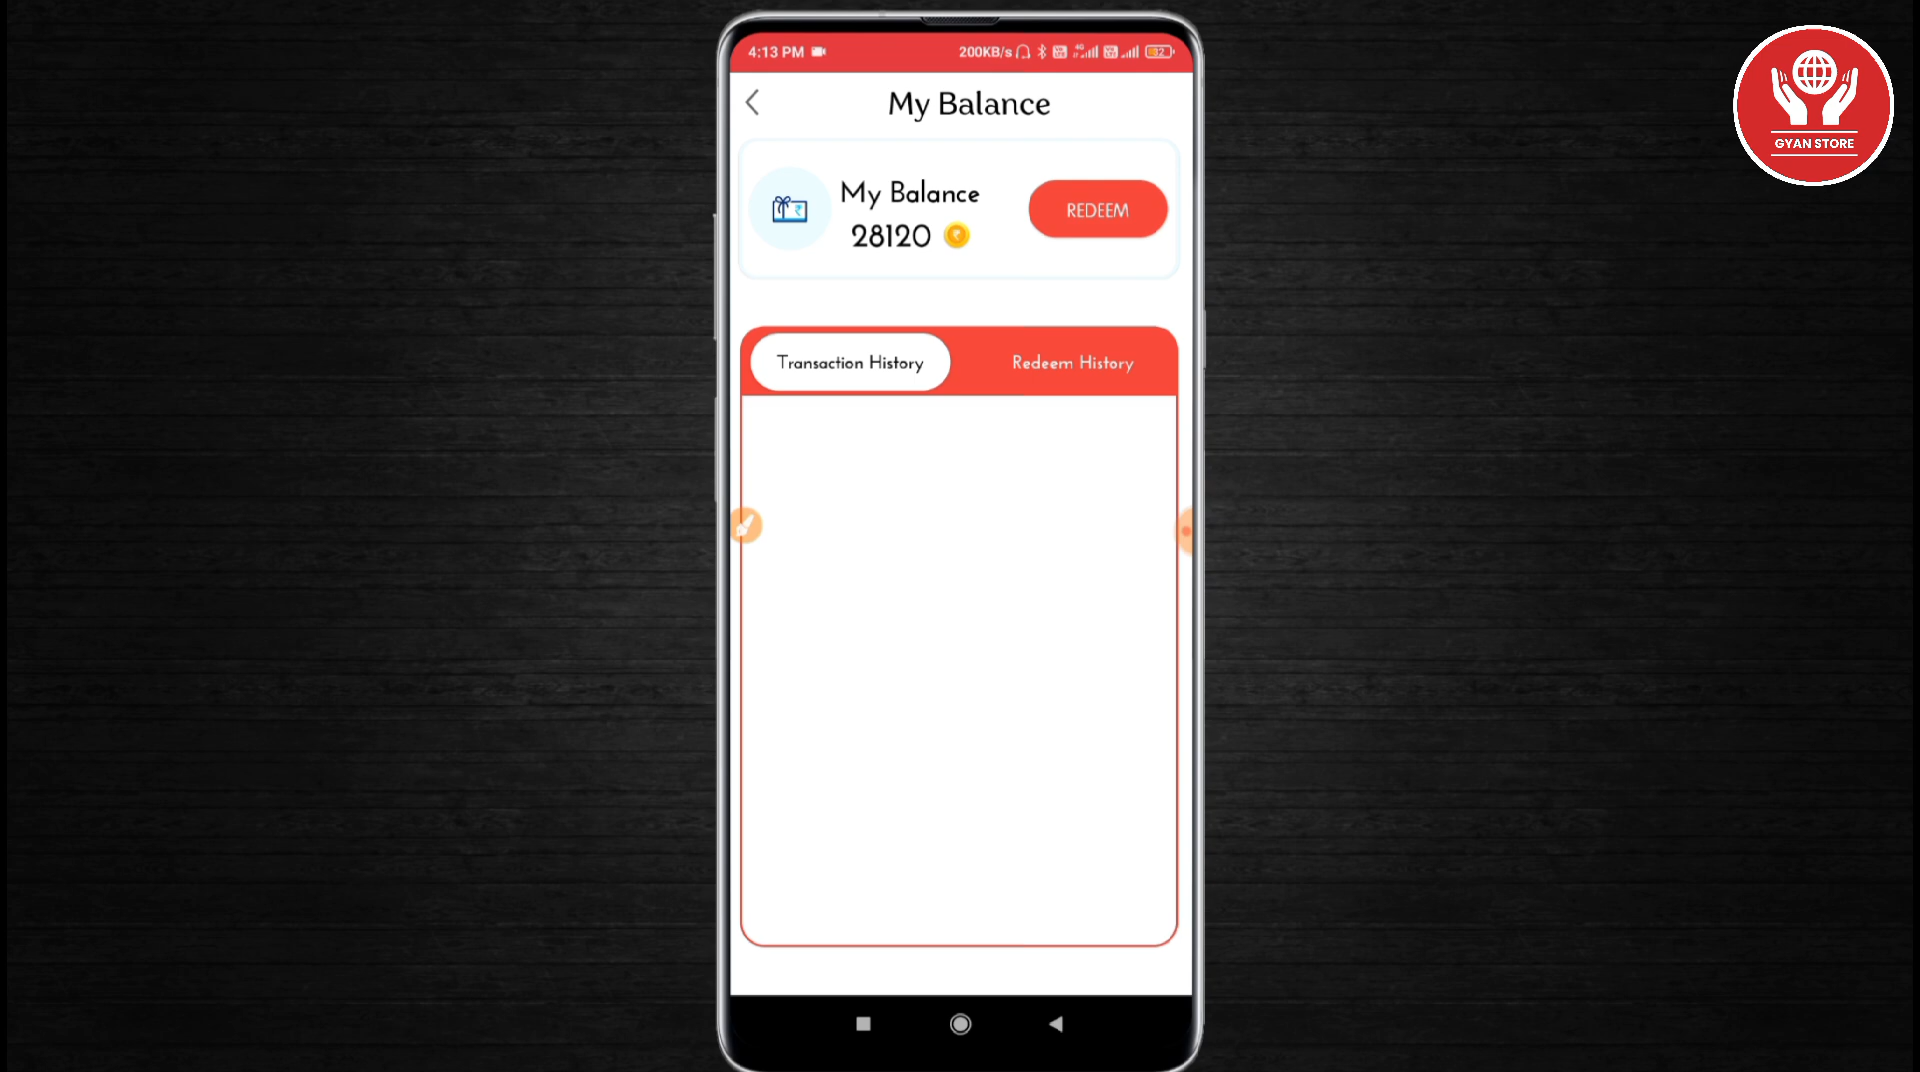 4:13 PM
200KB/s
GYAN STORE
My Balance
My Balance
28120
REDEEM
Transaction History
Redeem History